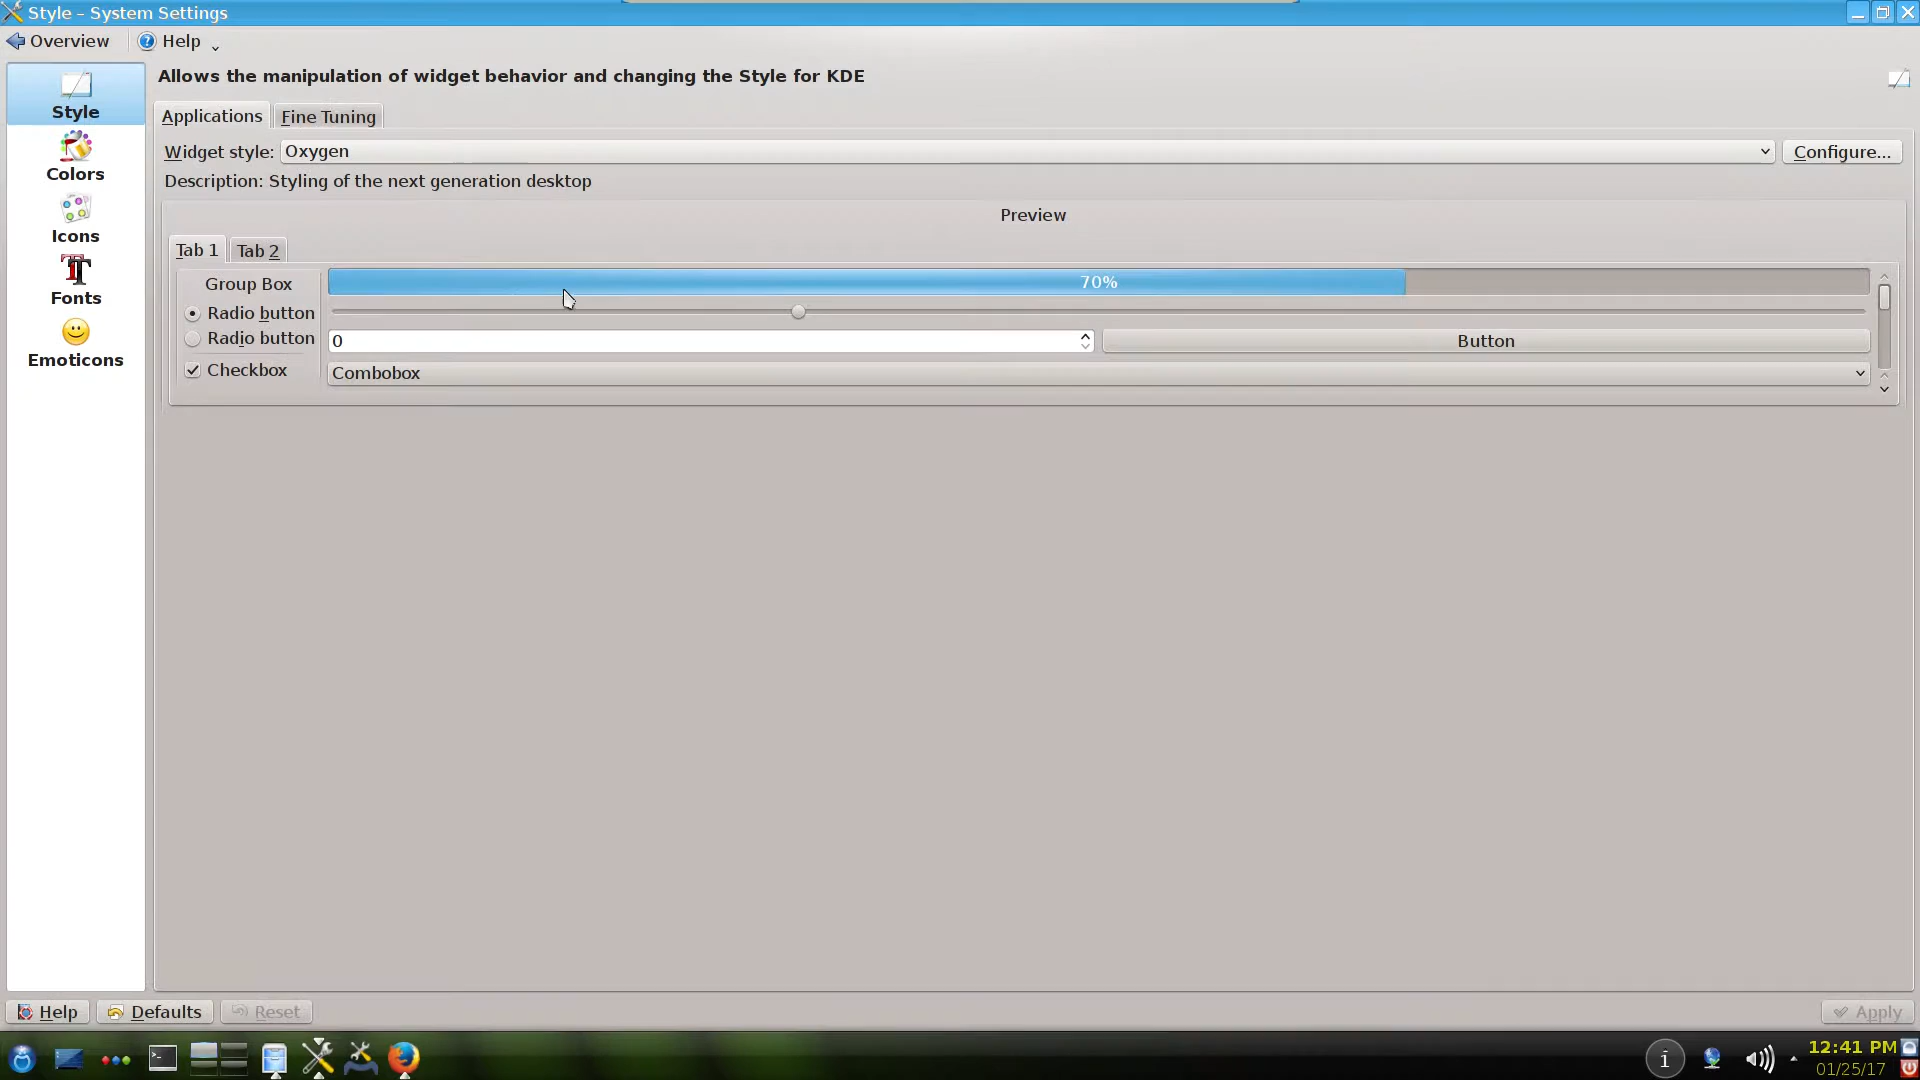 Style – System Settings
Overview
Help
Allows the manipulation of widget behavior and changing the Style for KDE
Style
Colors
Icons
Fonts
Emoticons
Applications
Fine Tuning
Widget style:
Oxygen
Configure...
Description: Styling of the next generation desktop
Preview
Tab 1
Tab 2
Group Box
70%
Radio button
Radio button
0
Button
Checkbox
Combobox
Help
Defaults
Reset
Apply
12:41 PM
01/25/17